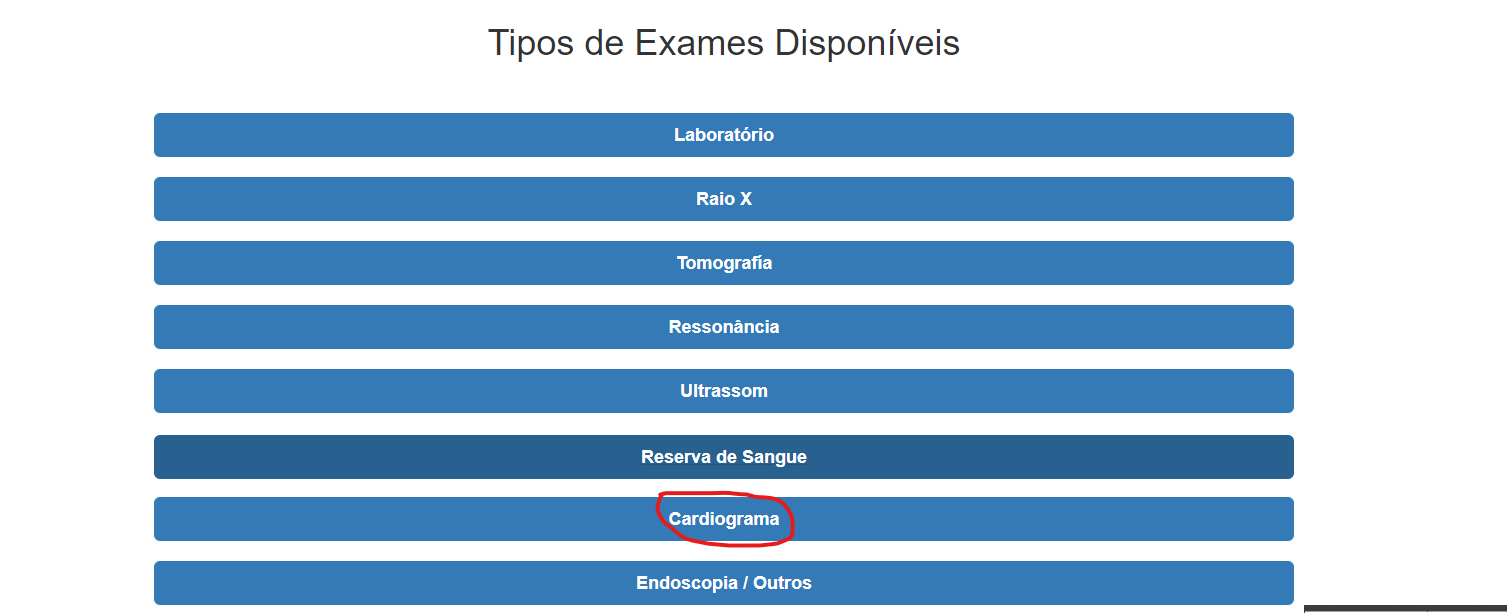 Tipos de Exames Disponíveis
Laboratório
Raio X
Tomografia
Ressonância
Ultrassom
Reserva de Sangue
Cardiograma
Endoscopia / Outros